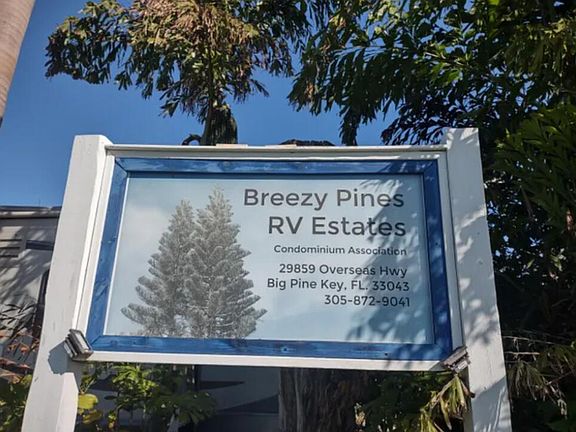 Breezy Pines
RV Estates
Condominium Association
29859 Overseas Hwy
Big Pine Key, FL. 33043
305-872-9041